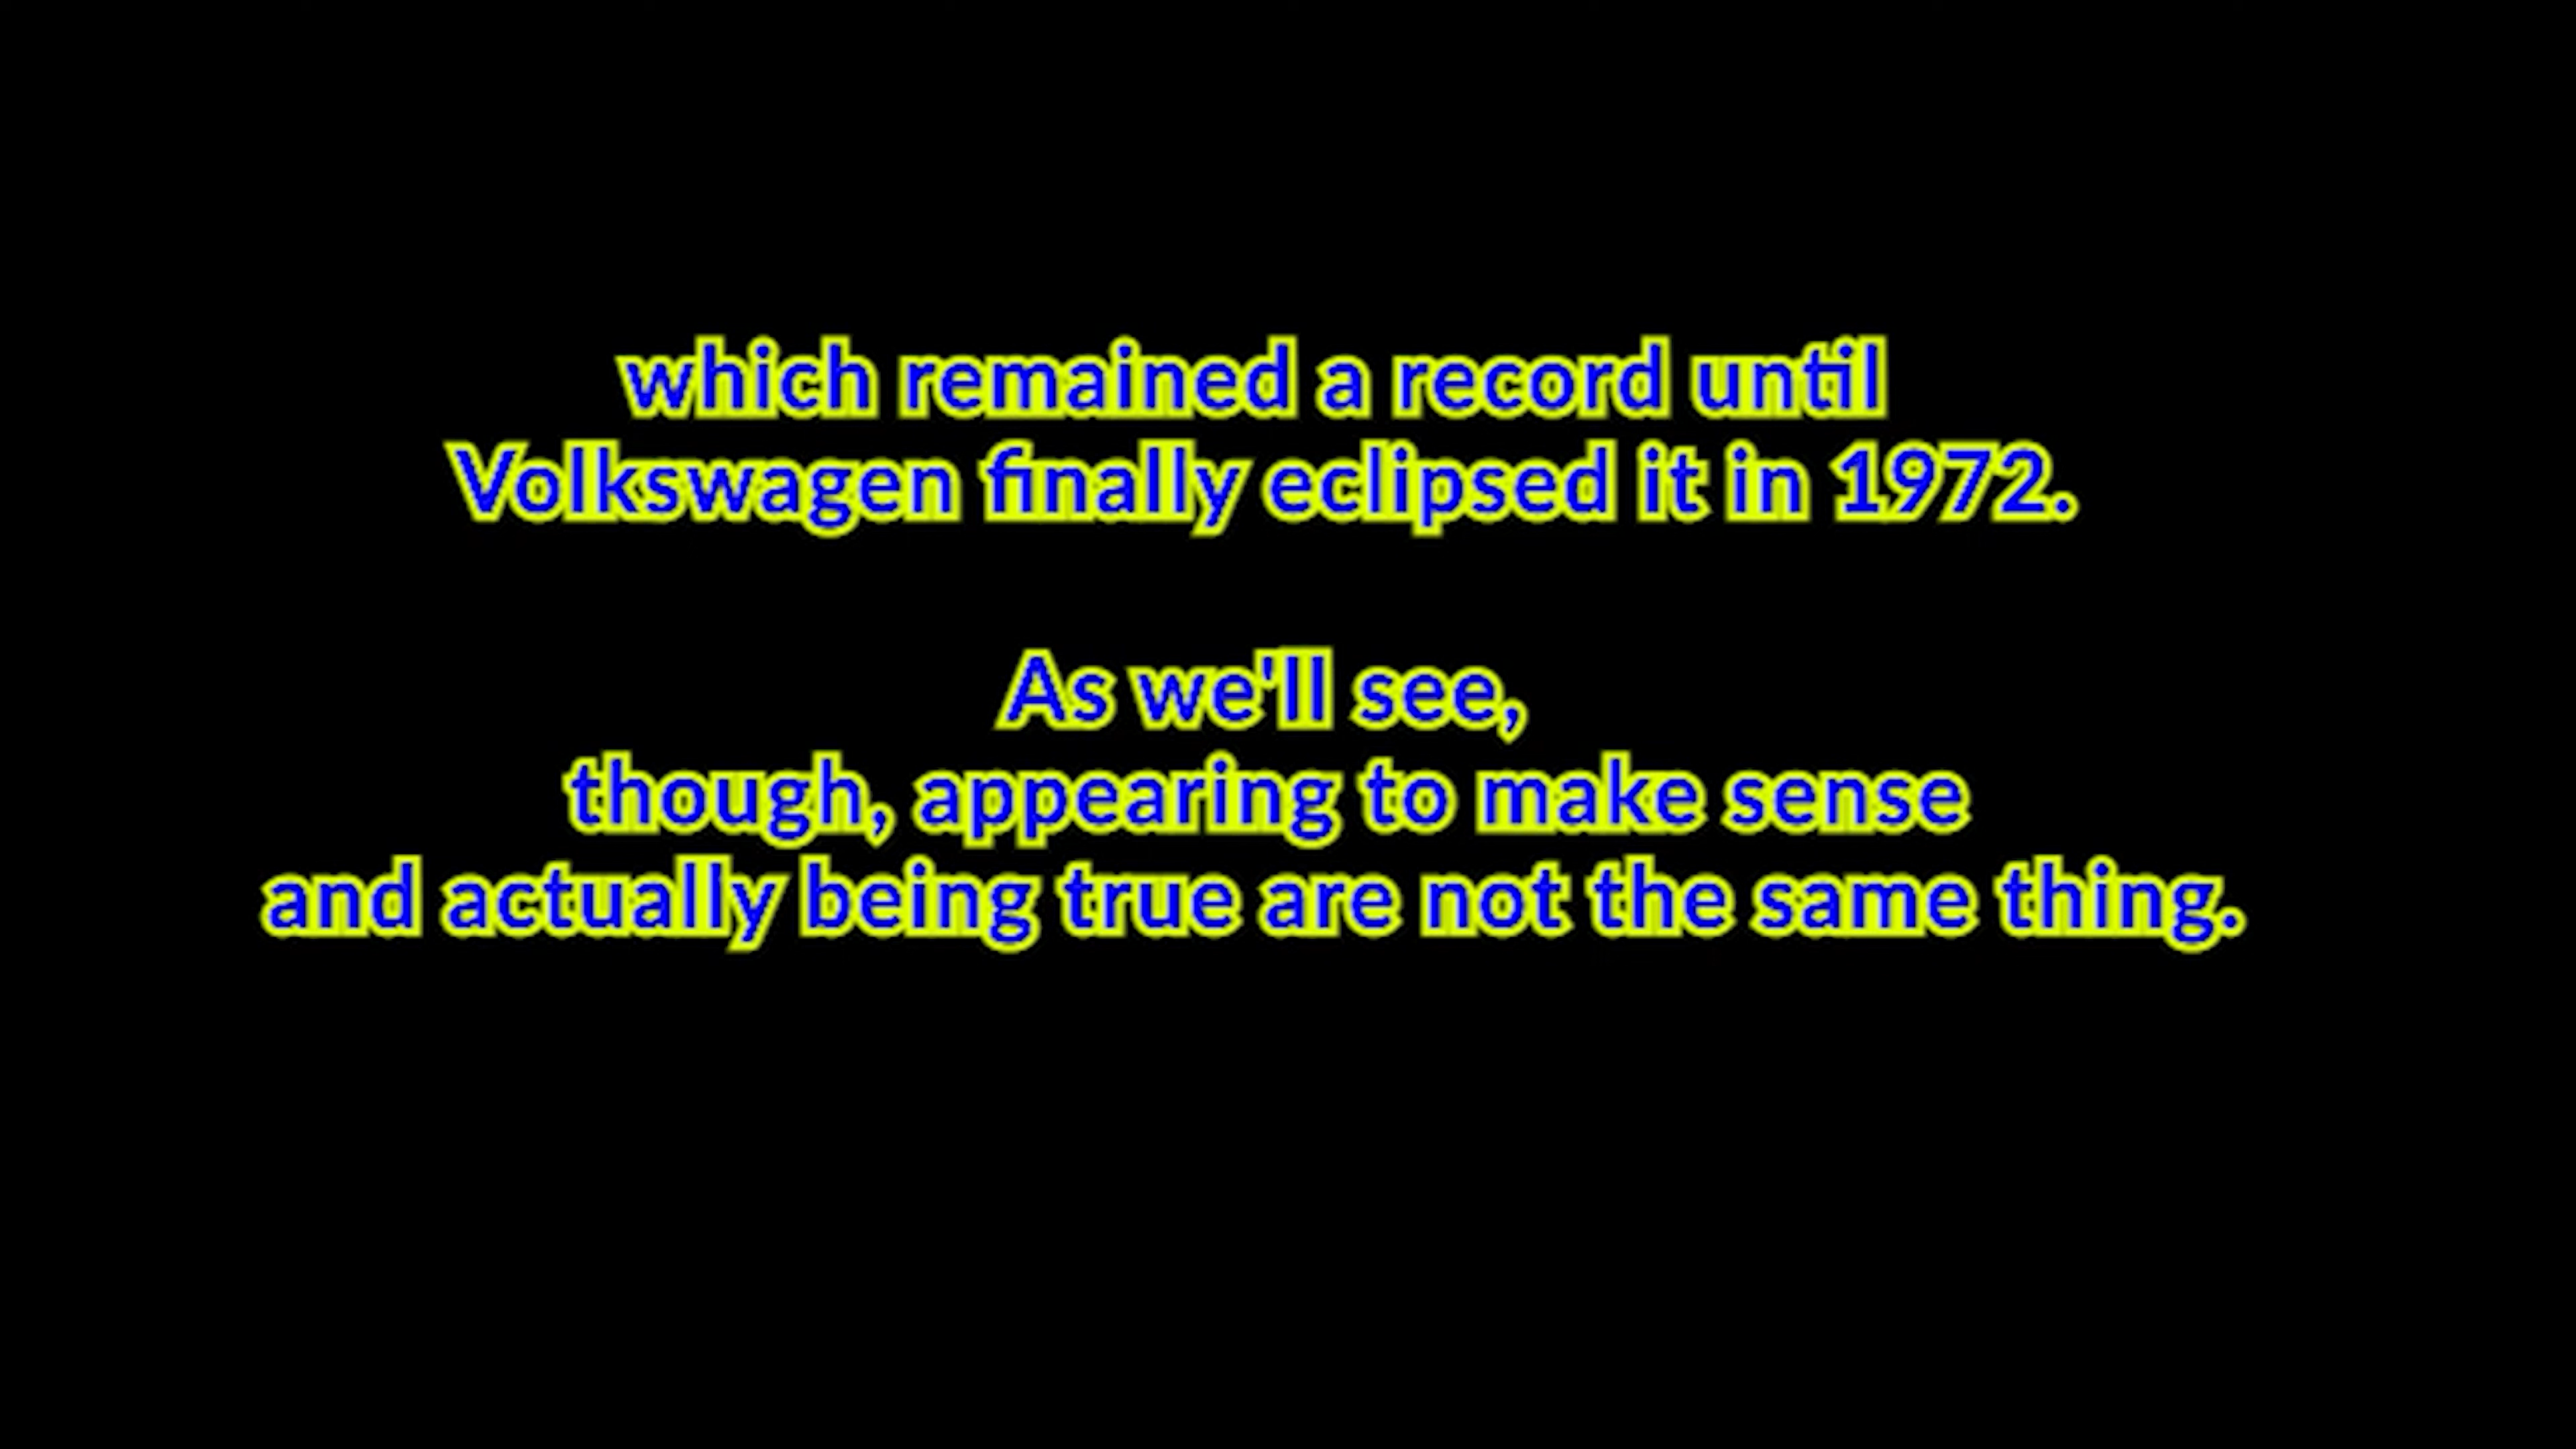 which remained a record until
Volkswagen finally eclipsed it in 1972.
As we'll see,
though, appearing to make sense
and actually being true are not the same thing.